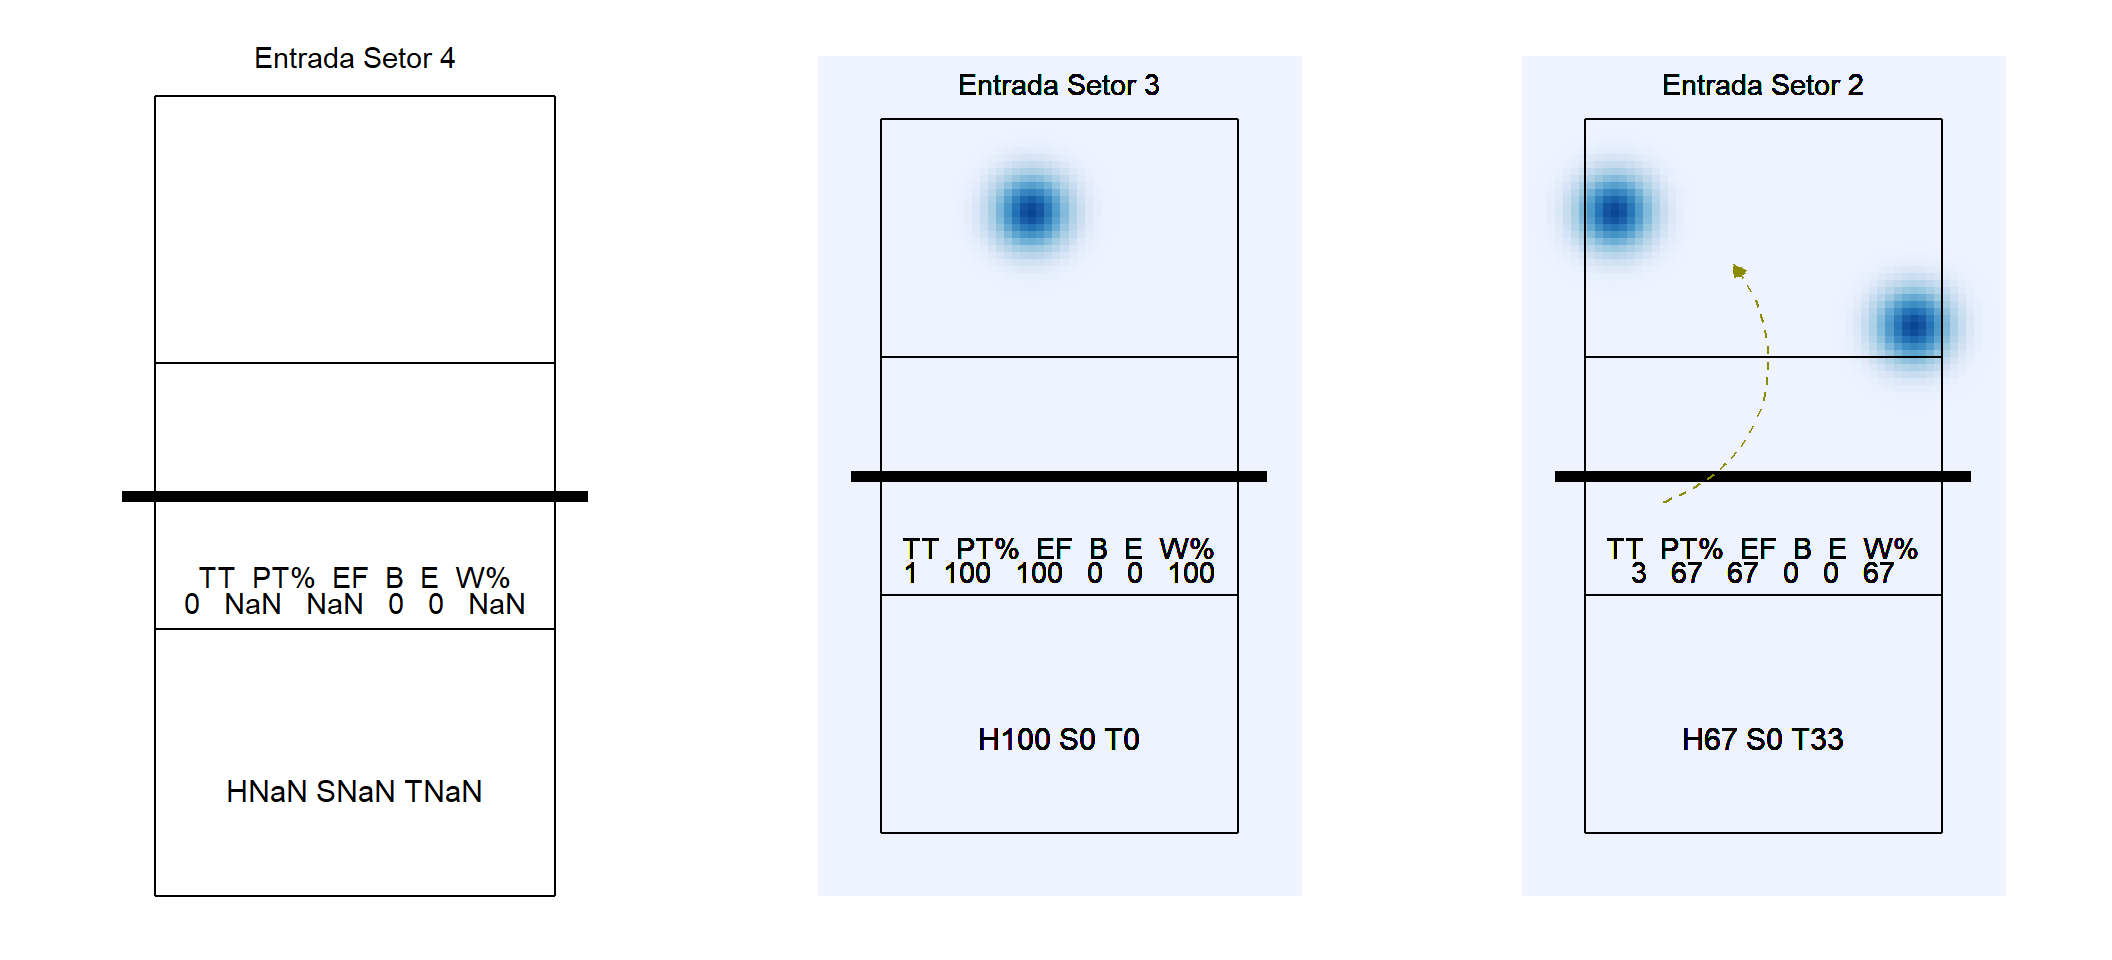 Entrada Setor 4
TT PT% EF B E W%
0 NaN NaN 0 0 NaN
HNaN SNaN TNaN
Entrada Setor 3
TT PT% EF B E W%
1 100 100 0 0 100
H100 S0 T0
Entrada Setor 2
TT PT% EF B E W%
3 67 67 0 0 67
H67 S0 T33